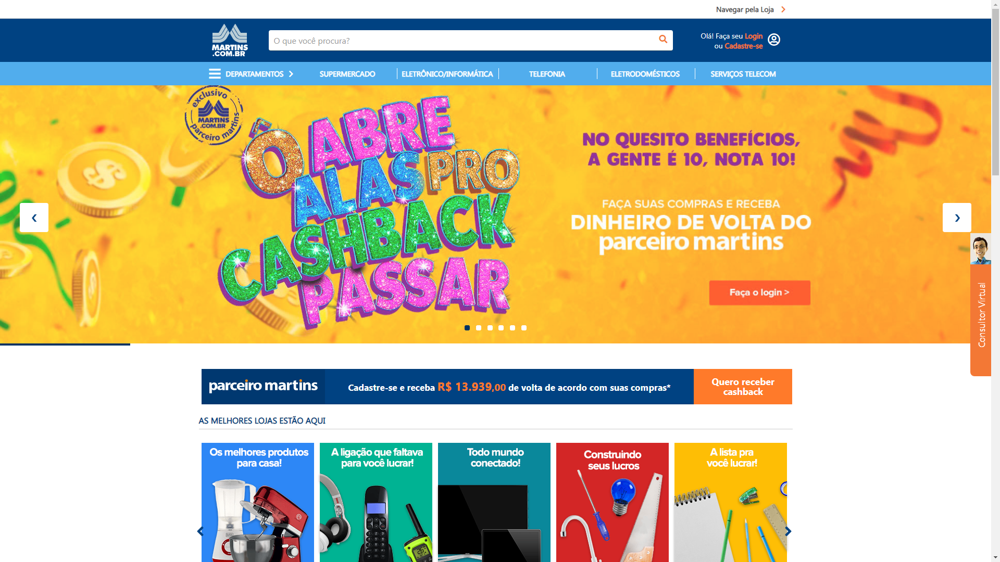 Navegar pela Loja
MARTINS
.COM.BR
O que você procura?
Olá! Faça seu Login
ou Cadastre-se
DEPARTAMENTOS
SUPERMERCADO
ELETRÔNICO/INFORMÁTICA
TELEFONIA
ELETRODOMÉSTICOS
SERVIÇOS TELECOM
exclusivo
MARTINS
.COM.BR
parceiro martins
Ô ABRE
ALAS PRO
CASHBACK
PASSAR
NO QUESITO BENEFÍCIOS,
A GENTE É 10, NOTA 10!
FAÇA SUAS COMPRAS E RECEBA
DINHEIRO DE VOLTA DO
parceiro martins
Faça o login >
Consultor Virtual
parceiro martins
Cadastre-se e receba R$ 13.939,00 de volta de acordo com suas compras*
Quero receber
cashback
AS MELHORES LOJAS ESTÃO AQUI
Os melhores produtos
para casa!
A ligação que faltava
para você lucrar!
Todo mundo
conectado!
Construindo
seus lucros
A lista pra
você lucrar!